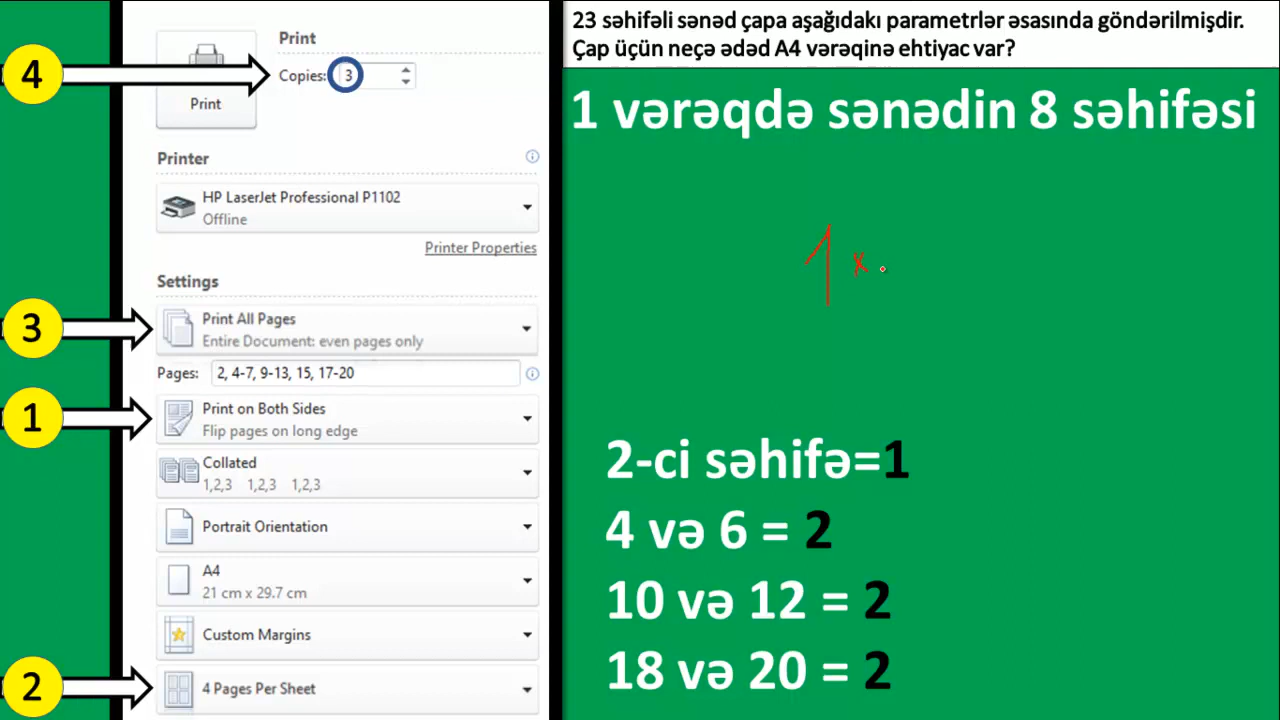 23 səhifəli sənəd çapa aşağıdakı parametrlər əsasında göndərilmişdir.
Çap üçün neçə ədəd A4 vərəqinə ehtiyac var?
1 vərəqdə sənədin 8 səhifəsi
1 x
2-ci səhifə=1
4 və 6 = 2
10 və 12 = 2
18 və 20 = 2
4
Print
Copies: 3
Print
Printer
HP LaserJet Professional P1102
Offline
Printer Properties
Settings
3
Print All Pages
Entire Document: even pages only
Pages: 2, 4-7, 9-13, 15, 17-20
1
Print on Both Sides
Flip pages on long edge
Collated
1,2,3 1,2,3 1,2,3
Portrait Orientation
A4
21 cm x 29.7 cm
Custom Margins
2
4 Pages Per Sheet